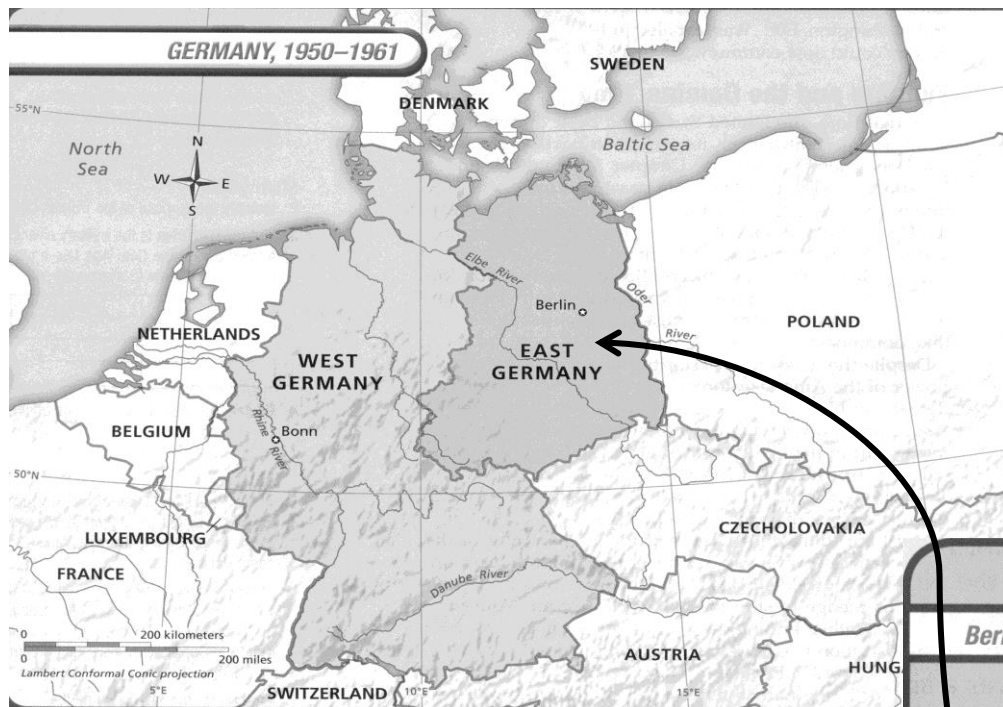 GERMANY, 1950–1961
SWEDEN
DENMARK
55°N
North
Sea
Baltic Sea
N
W
E
S
Elbe River
Oder
River
Berlin
NETHERLANDS
POLAND
WEST
GERMANY
EAST
GERMANY
Rhine
River
BELGIUM
Bonn
50°N
CZECHOLOVAKIA
LUXEMBOURG
FRANCE
Danube River
0
200 kilometers
0
200 miles
Lambert Conformal Conic projection
AUSTRIA
HUNGA
Berl
SWITZERLAND
5°E
10°E
15°E